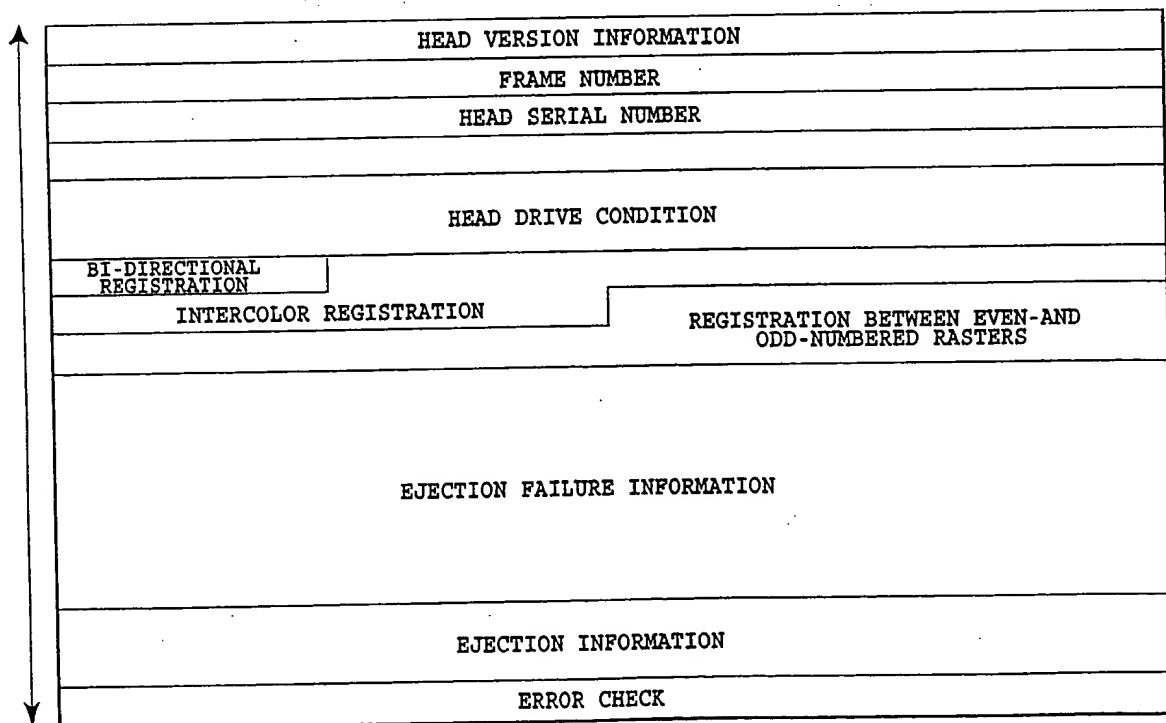 HEAD VERSION INFORMATION
FRAME NUMBER
HEAD SERIAL NUMBER
HEAD DRIVE CONDITION
BI-DIRECTIONAL
REGISTRATION
INTERCOLOR REGISTRATION
REGISTRATION BETWEEN EVEN-AND
ODD-NUMBERED RASTERS
EJECTION FAILURE INFORMATION
EJECTION INFORMATION
ERROR CHECK